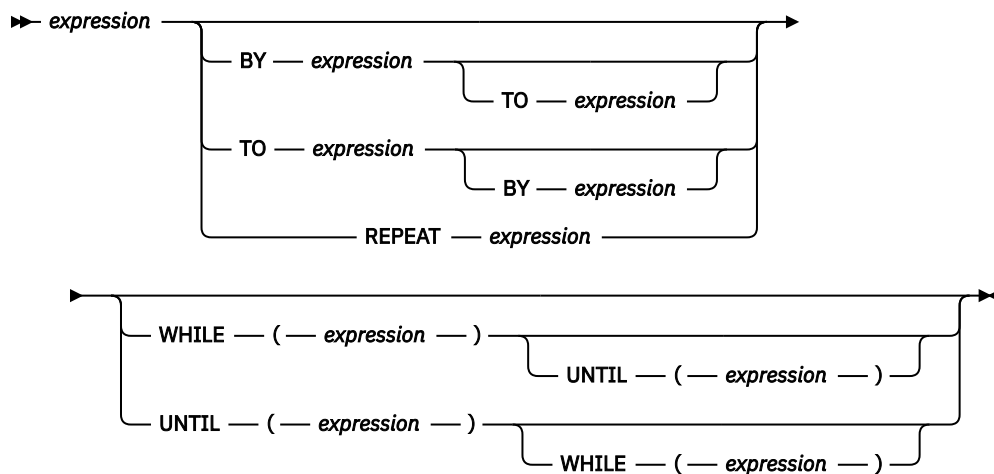 expression
BY expression
TO expression
TO expression
BY expression
REPEAT expression
WHILE ( expression )
UNTIL ( expression )
UNTIL ( expression )
WHILE ( expression )